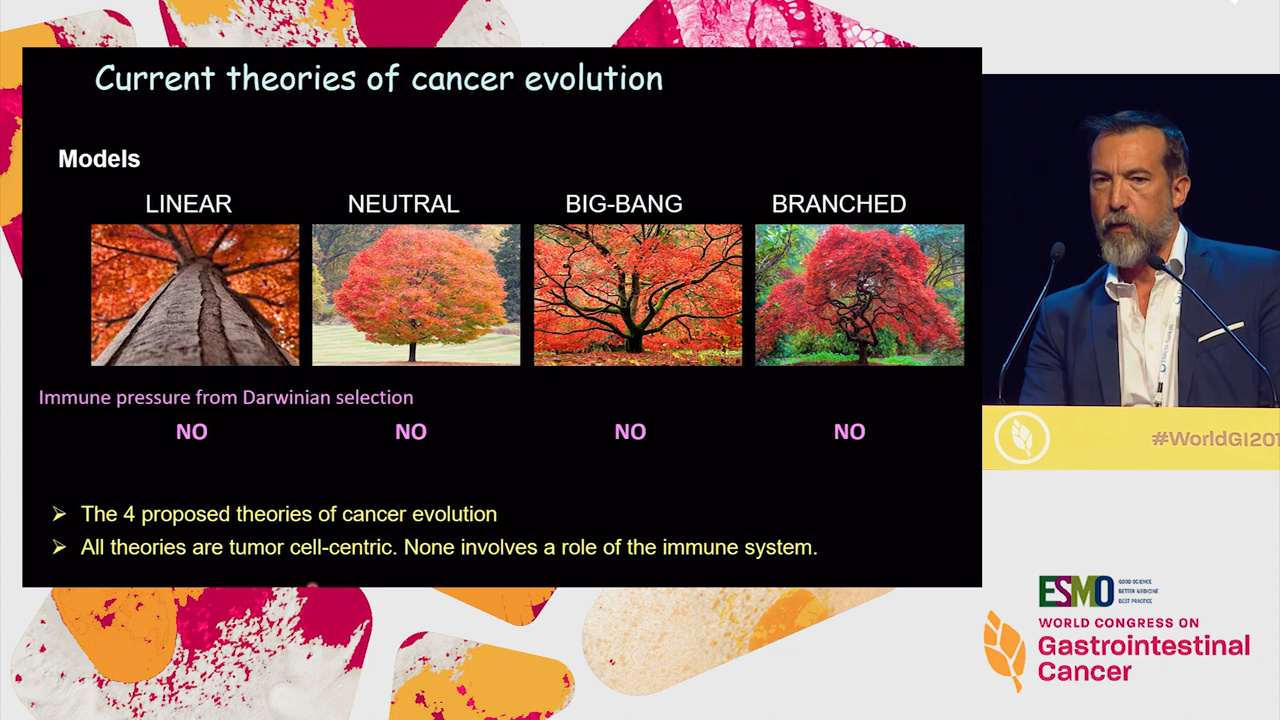 Current theories of cancer evolution
Models
LINEAR
NEUTRAL
BIG-BANG
BRANCHED
Immune pressure from Darwinian selection
NO
NO
NO
NO
The 4 proposed theories of cancer evolution
All theories are tumor cell-centric. None involves a role of the immune system.
#WorldGI201
ESMO
GOOD SCIENCE
BETTER MEDICINE
BEST PRACTICE
WORLD CONGRESS ON
Gastrointestinal
Cancer